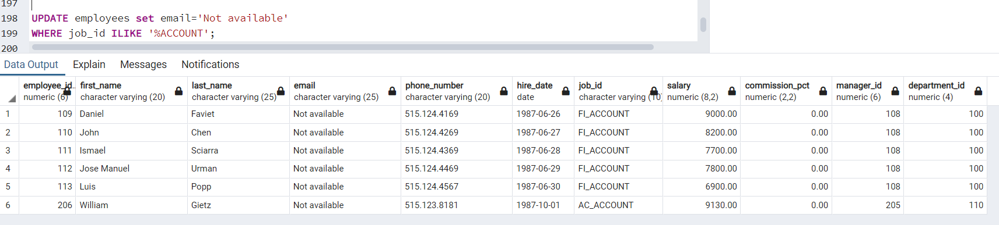 197
198 UPDATE employees set email='Not available'
199 WHERE job_id ILIKE '%ACCOUNT';
200
Data Output Explain Messages Notifications
employee_id first_name last_name email phone_number hire_date job_id salary commission_pct manager_id department_id
numeric (6) character varying (20) character varying (25) character varying (25) character varying (20) date character varying (10) numeric (8,2) numeric (2,2) numeric (6) numeric (4)
1 109 Daniel Faviet Not available 515.124.4169 1987-06-26 FI_ACCOUNT 9000.00 0.00 108 100
2 110 John Chen Not available 515.124.4269 1987-06-27 FI_ACCOUNT 8200.00 0.00 108 100
3 111 Ismael Sciarra Not available 515.124.4369 1987-06-28 FI_ACCOUNT 7700.00 0.00 108 100
4 112 Jose Manuel Urman Not available 515.124.4469 1987-06-29 FI_ACCOUNT 7800.00 0.00 108 100
5 113 Luis Popp Not available 515.124.4567 1987-06-30 FI_ACCOUNT 6900.00 0.00 108 100
6 206 William Gietz Not available 515.123.8181 1987-10-01 AC_ACCOUNT 9130.00 0.00 205 110